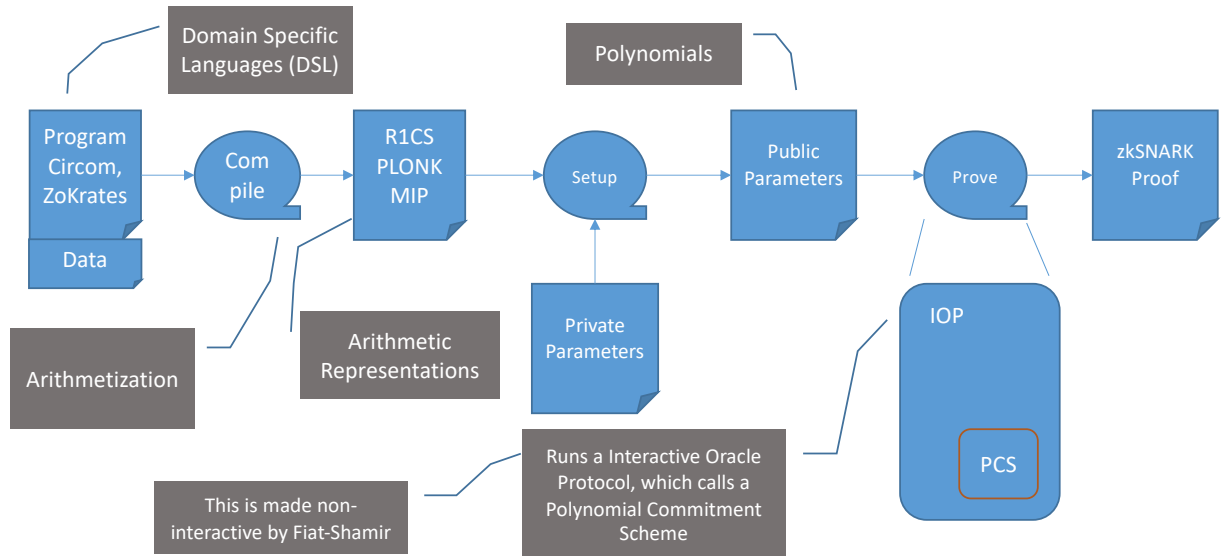 Domain Specific
Languages (DSL)
Polynomials
Program
Circom,
ZoKrates
Data
Com
pile
R1CS
PLONK
MIP
Setup
Public
Parameters
Prove
zkSNARK
Proof
Arithmetization
Arithmetic
Representations
Private
Parameters
IOP
PCS
This is made non-
interactive by Fiat-Shamir
Runs a Interactive Oracle
Protocol, which calls a
Polynomial Commitment
Scheme